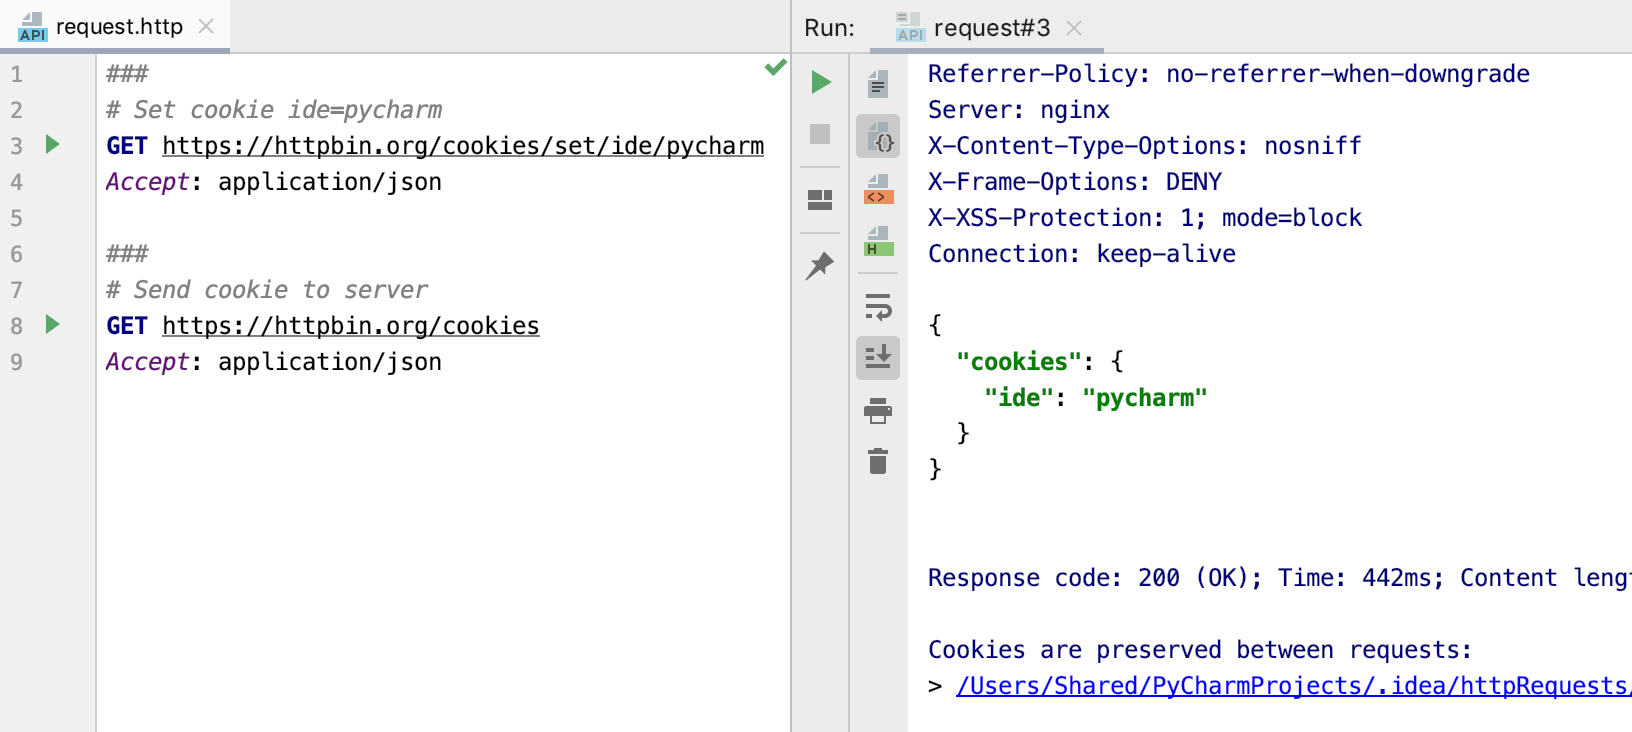 API request.http
1 ###
2 # Set cookie ide=pycharm
3 GET https://httpbin.org/cookies/set/ide/pycharm
4 Accept: application/json
5
6 ###
7 # Send cookie to server
8 GET https://httpbin.org/cookies
9 Accept: application/json
Run: API request#3
{}
<>
H
Referrer-Policy: no-referrer-when-downgrade
Server: nginx
X-Content-Type-Options: nosniff
X-Frame-Options: DENY
X-XSS-Protection: 1; mode=block
Connection: keep-alive
{
"cookies": {
"ide": "pycharm"
}
}
Response code: 200 (OK); Time: 442ms; Content leng
Cookies are preserved between requests:
> /Users/Shared/PyCharmProjects/.idea/httpRequests/